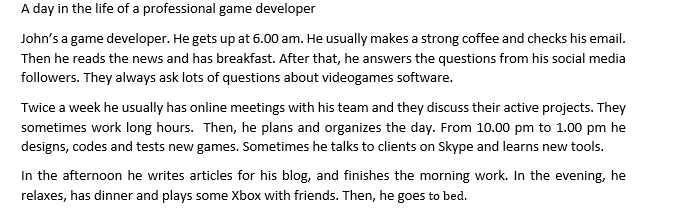 A day in the life of a professional game developer
John's a game developer. He gets up at 6.00 am. He usually makes a strong coffee and checks his email.
Then he reads the news and has breakfast. After that, he answers the questions from his social media
followers. They always ask lots of questions about videogames software.
Twice a week he usually has online meetings with his team and they discuss their active projects. They
sometimes work long hours.  Then, he plans and organizes the day. From 10.00 pm to 1.00 pm he
designs, codes and tests new games. Sometimes he talks to clients on Skype and learns new tools.
In the afternoon he writes articles for his blog, and finishes the morning work. In the evening, he
relaxes, has dinner and plays some Xbox with friends. Then, he goes to bed.